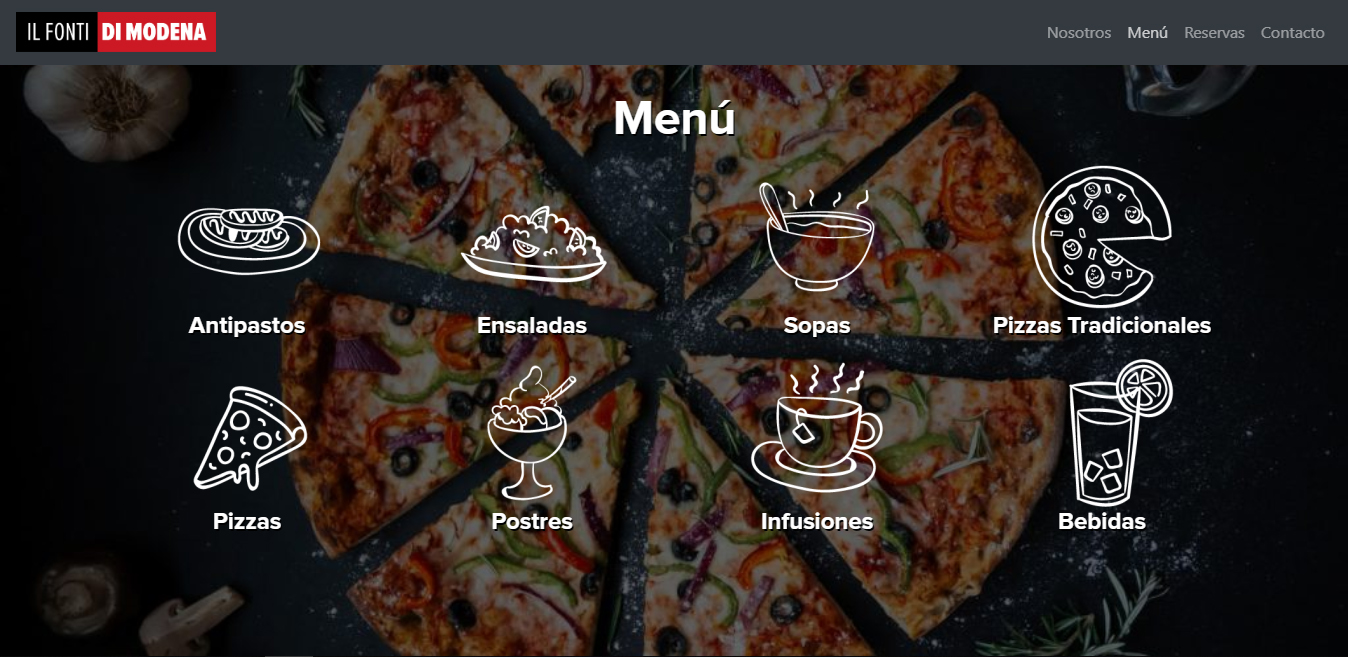 IL FONTI DI MODENA
Nosotros Menú Reservas Contacto
Menú
Antipastos Ensaladas Sopas Pizzas Tradicionales
Pizzas Postres Infusiones Bebidas